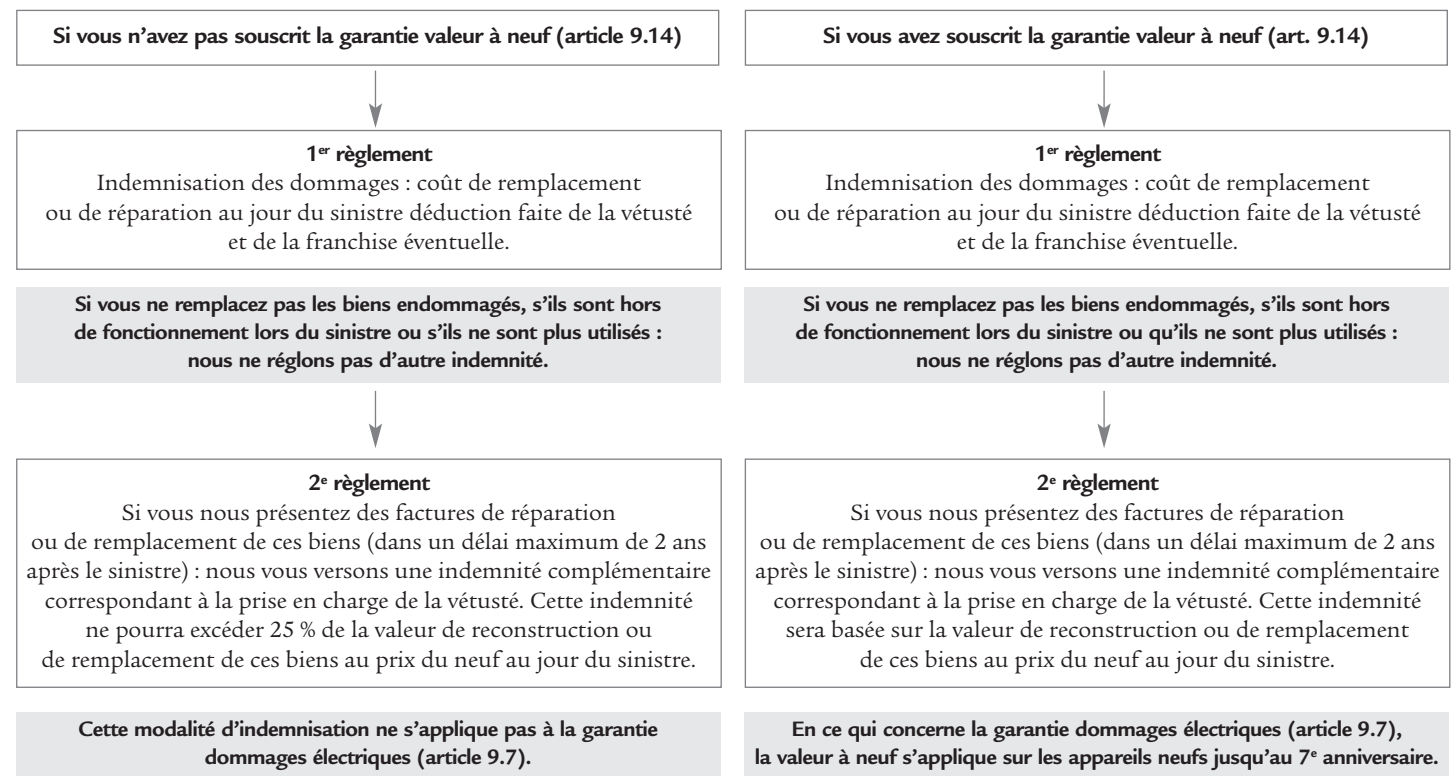 Si vous n’avez pas souscrit la garantie valeur à neuf (article 9.14)
1er règlement
Indemnisation des dommages : coût de remplacement
ou de réparation au jour du sinistre déduction faite de la vétusté
et de la franchise éventuelle.
Si vous ne remplacez pas les biens endommagés, s’ils sont hors
de fonctionnement lors du sinistre ou s’ils ne sont plus utilisés :
nous ne réglons pas d’autre indemnité.
2e règlement
Si vous nous présentez des factures de réparation
ou de remplacement de ces biens (dans un délai maximum de 2 ans
après le sinistre) : nous vous versons une indemnité complémentaire
correspondant à la prise en charge de la vétusté. Cette indemnité
ne pourra excéder 25 % de la valeur de reconstruction ou
de remplacement de ces biens au prix du neuf au jour du sinistre.
Cette modalité d’indemnisation ne s’applique pas à la garantie
dommages électriques (article 9.7).
Si vous avez souscrit la garantie valeur à neuf (art. 9.14)
1er règlement
Indemnisation des dommages : coût de remplacement
ou de réparation au jour du sinistre déduction faite de la vétusté
et de la franchise éventuelle.
Si vous ne remplacez pas les biens endommagés, s’ils sont hors
de fonctionnement lors du sinistre ou qu’ils ne sont plus utilisés :
nous ne réglons pas d’autre indemnité.
2e règlement
Si vous nous présentez des factures de réparation
ou de remplacement de ces biens (dans un délai maximum de 2 ans
après le sinistre) : nous vous versons une indemnité complémentaire
correspondant à la prise en charge de la vétusté. Cette indemnité
sera basée sur la valeur de reconstruction ou de remplacement
de ces biens au prix du neuf au jour du sinistre.
En ce qui concerne la garantie dommages électriques (article 9.7),
la valeur à neuf s’applique sur les appareils neufs jusqu’au 7e anniversaire.